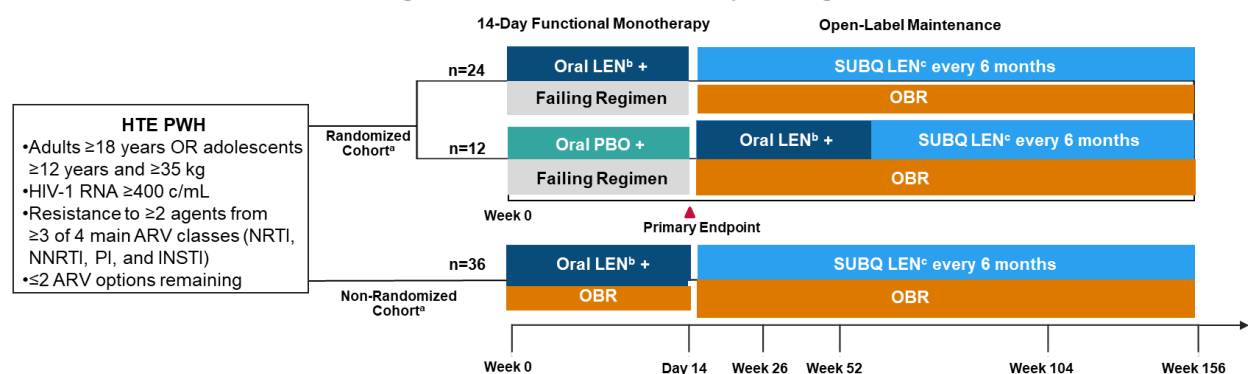 14-Day Functional Monotherapy
Open-Label Maintenance
HTE PWH
•Adults ≥18 years OR adolescents
≥12 years and ≥35 kg
•HIV-1 RNA ≥400 c/mL
•Resistance to ≥2 agents from
≥3 of 4 main ARV classes (NRTI,
NNRTI, PI, and INSTI)
•≤2 ARV options remaining
Randomized
Cohortᵃ
n=24
Oral LENᵇ +
Failing Regimen
SUBQ LENᶜ every 6 months
OBR
n=12
Oral PBO +
Failing Regimen
Oral LENᵇ +
SUBQ LENᶜ every 6 months
OBR
Week 0
Primary Endpoint
Non-Randomized
Cohortᵃ
n=36
Oral LENᵇ +
OBR
SUBQ LENᶜ every 6 months
OBR
Week 0
Day 14
Week 26
Week 52
Week 104
Week 156